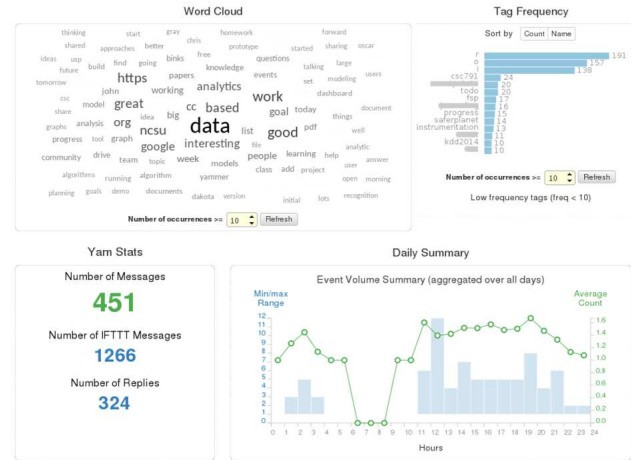 Word Cloud
thinking start gray homework forward
shared approaches better chris prototype started sharing oscar
ideas usp build find going binks free knowledge questions talking large
future https papers events set modeling users
tomorrow john working analytics dashboard
csc model great cc based work goal today document
share idea big things
graphs analysis org data list good pdf well
progress tool graph ncsu google interesting file analytic
community drive team topic week models people learning help user answer
algorithms running algorithm yammer class add project open morning
planning goals demo documents dakota version initial lots recognition
Number of occurrences >= 10 Refresh
Tag Frequency
Sort by Count Name
r 191
o 157
l 138
csc791 24
20
todo 20
fsp 17
16
progress 15
saferplanet 14
instrumentation 13
11
kdd2014 10
10
Number of occurrences >= 10 Refresh
Low frequency tags (freq < 10)
Yam Stats
Number of Messages
451
Number of IFTTT Messages
1266
Number of Replies
324
Daily Summary
Event Volume Summary (aggregated over all days)
Min/max Range
Average Count
12 11 10 9 8 7 6 5 4 3 2 1 0
1.6 1.4 1.2 1.0 0.8 0.6 0.4 0.2 0.0
0 1 2 3 4 5 6 7 8 9 10 11 12 13 14 15 16 17 18 19 20 21 22 23 24
Hours